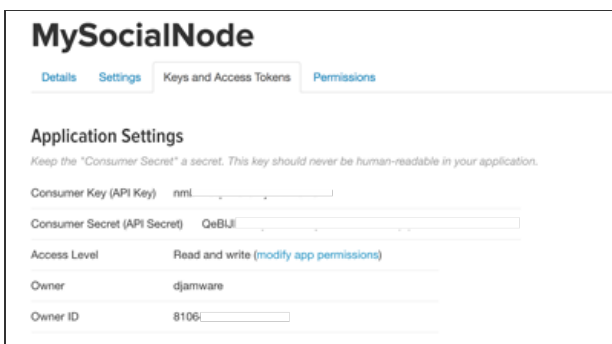 MySocialNode
Details Settings Keys and Access Tokens Permissions
Application Settings
Keep the "Consumer Secret" a secret. This key should never be human-readable in your application.
Consumer Key (API Key) nml
Consumer Secret (API Secret) QeBIJI
Access Level Read and write (modify app permissions)
Owner djamware
Owner ID 8106